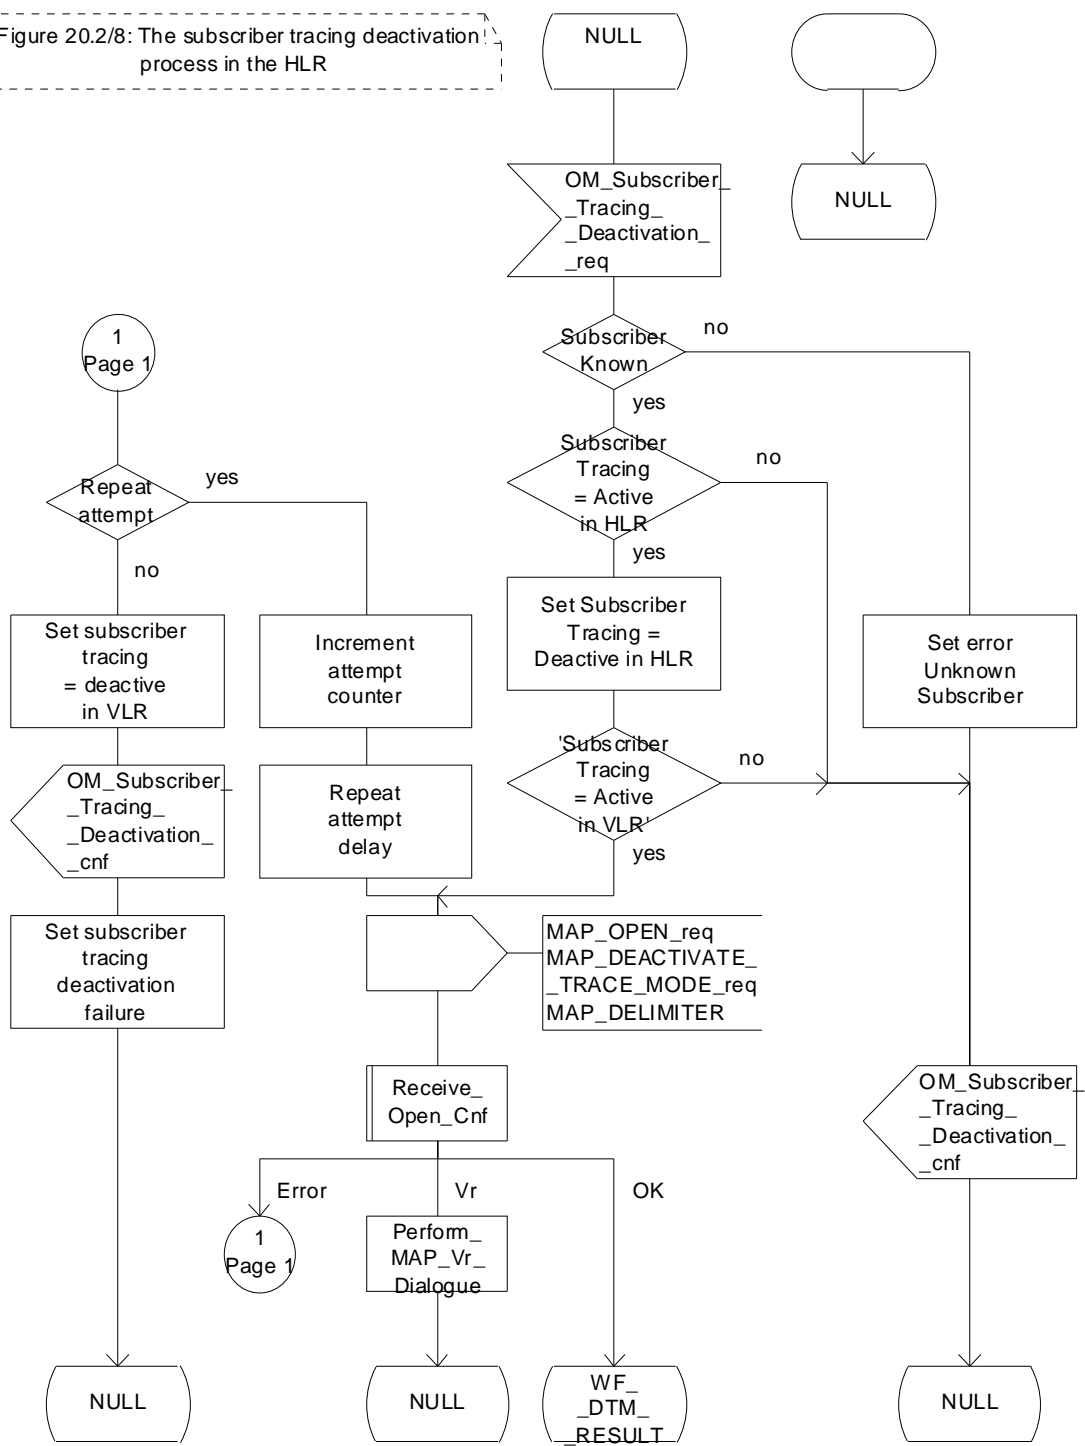 Figure 20.2/8: The subscriber tracing deactivation
process in the HLR
NULL
NULL
OM_Subscriber_
_Tracing_
_Deactivation_
_req
Subscriber
Known
no
yes
Subscriber
Tracing
= Active
in HLR
no
yes
Set Subscriber
Tracing =
Deactive in HLR
'Subscriber
Tracing
= Active
in VLR'
no
yes
Set error
Unknown
Subscriber
1
Page 1
Repeat
attempt
yes
no
Set subscriber
tracing
= deactive
in VLR
Increment
attempt
counter
OM_Subscriber_
_Tracing_
_Deactivation_
_cnf
Repeat
attempt
delay
Set subscriber
tracing
deactivation
failure
MAP_OPEN_req
MAP_DEACTIVATE_
_TRACE_MODE_req
MAP_DELIMITER
Receive_
Open_Cnf
OM_Subscriber_
_Tracing_
_Deactivation_
_cnf
Error
Vr
OK
1
Page 1
Perform_
MAP_Vr_
Dialogue
NULL
NULL
WF_
_DTM_
_RESULT
NULL